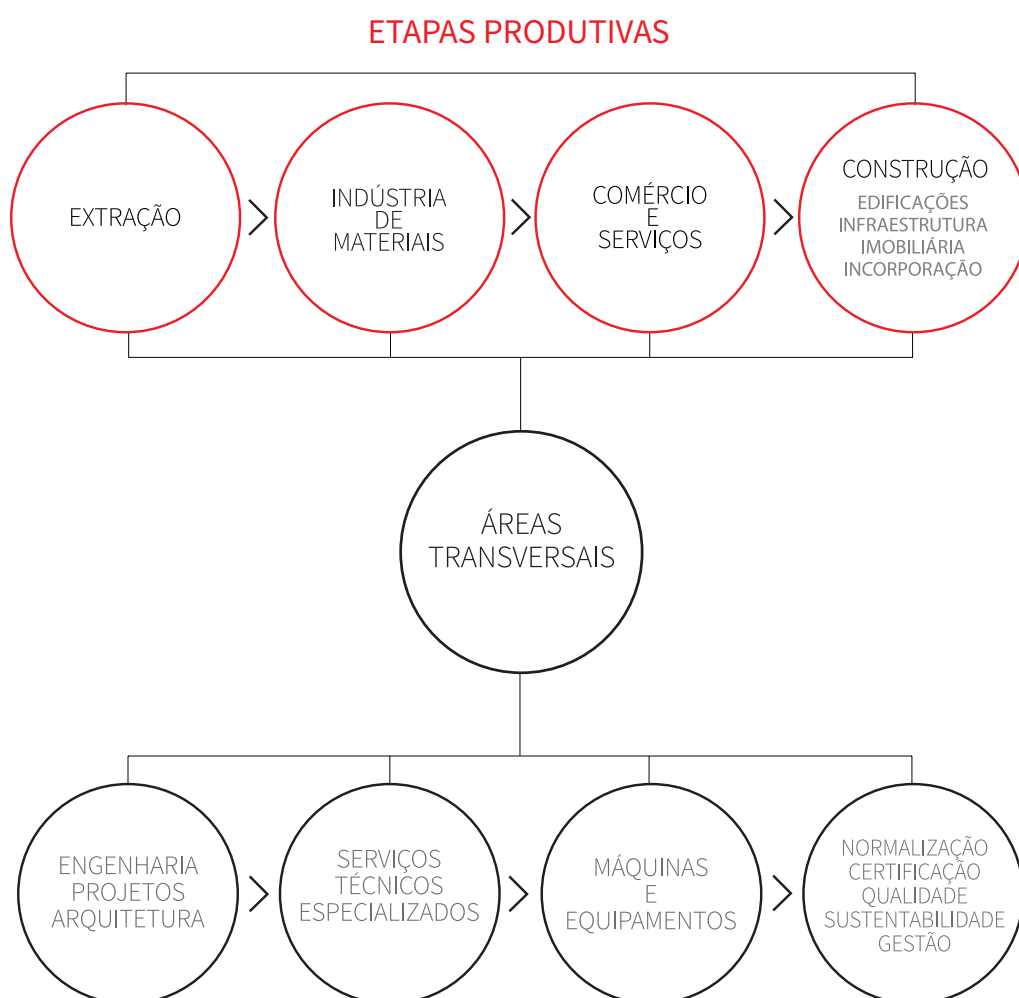 ETAPAS PRODUTIVAS
EXTRAÇÃO
INDÚSTRIA
DE
MATERIAIS
COMÉRCIO
E
SERVIÇOS
CONSTRUÇÃO
EDIFICAÇÕES
INFRAESTRUTURA
IMOBILIÁRIA
INCORPORAÇÃO
ÁREAS
TRANSVERSAIS
ENGENHARIA
PROJETOS
ARQUITETURA
SERVIÇOS
TÉCNICOS
ESPECIALIZADOS
MÁQUINAS
E
EQUIPAMENTOS
NORMALIZAÇÃO
CERTIFICAÇÃO
QUALIDADE
SUSTENTABILIDADE
GESTÃO